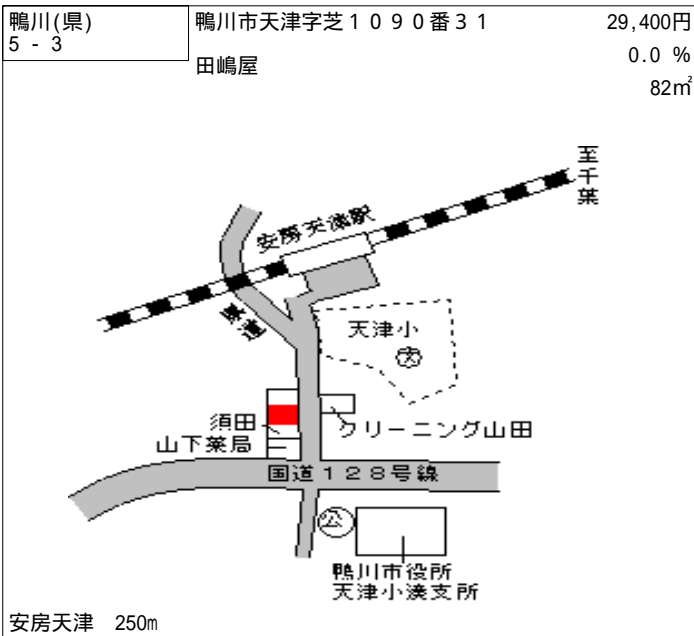 鴨川(県)
5 - 3
鴨川市天津字芝１０９０番３１
29,400円
0.0 %
田嶋屋
82㎡
至千葉
安房天津駅
県道
天津小
文
須田
クリーニング山田
山下薬局
国道１２８号線
公
鴨川市役所
天津小湊支所
安房天津 250m